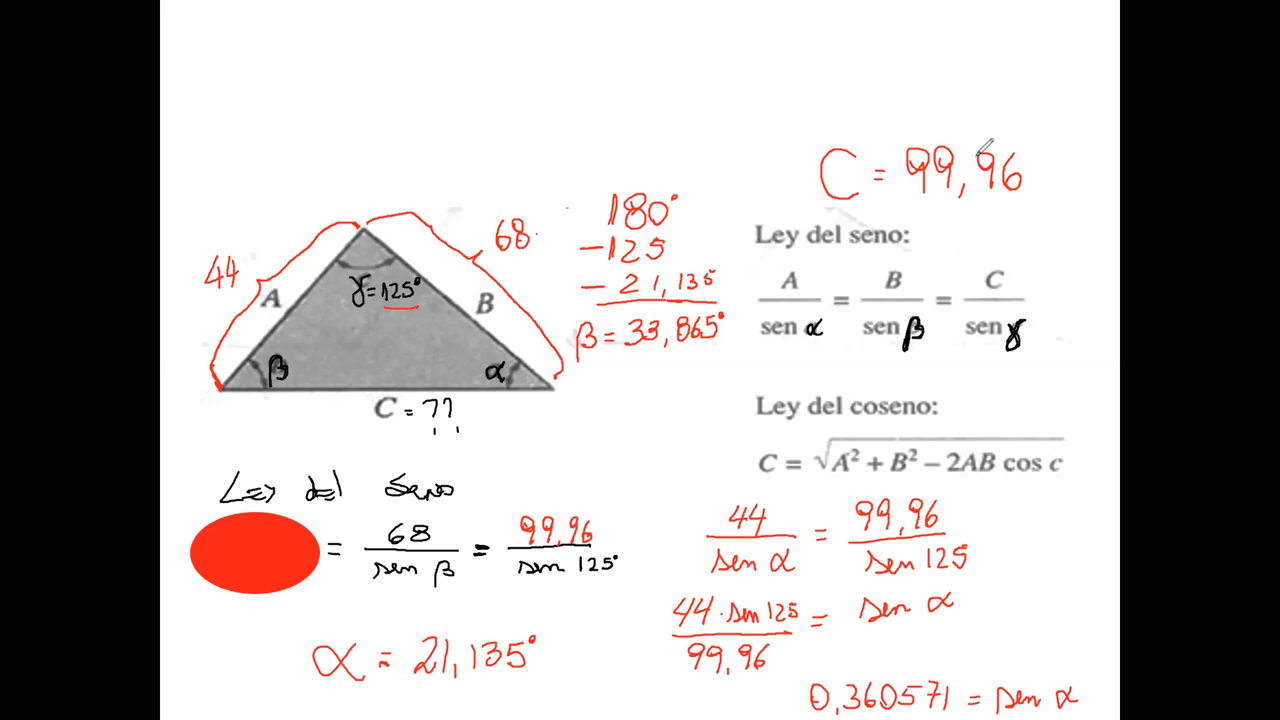 C = 99,96
180°
-125
- 21,135
β = 33,865°
44
68
A
γ=125°
B
β
α
C = ??
Ley del seno:
A/sen α = B/sen β = C/sen γ
Ley del coseno:
C = √A² + B² – 2AB cos c
Ley del Seno
= 68/sen β = 99,96/sen 125°
α = 21,135°
44/sen α = 99,96/sen 125
44 · sen 125/99,96 = sen α
0,360571 = sen α